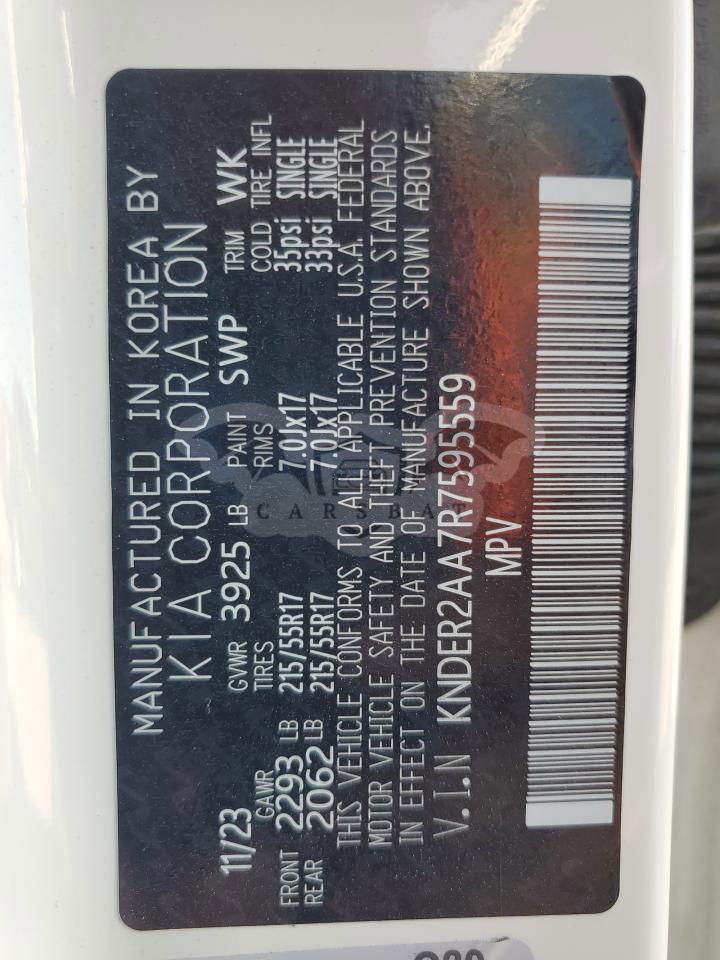 MANUFACTURED IN KOREA BY
KIA CORPORATION
11/23 GVWR 3925 LB PAINT SWP TRIM WK
GAWR TIRES RIMS COLD TIRE INFL
FRONT 2293 LB 215/55R17 7.0Jx17 35psi SINGLE
REAR 2062 LB 215/55R17 7.0Jx17 33psi SINGLE
THIS VEHICLE CONFORMS TO ALL APPLICABLE U.S.A. FEDERAL
MOTOR VEHICLE SAFETY AND THEFT PREVENTION STANDARDS
IN EFFECT ON THE DATE OF MANUFACTURE SHOWN ABOVE.
V.I.N KNDER2AA7R7595559
MPV
CARSBAT